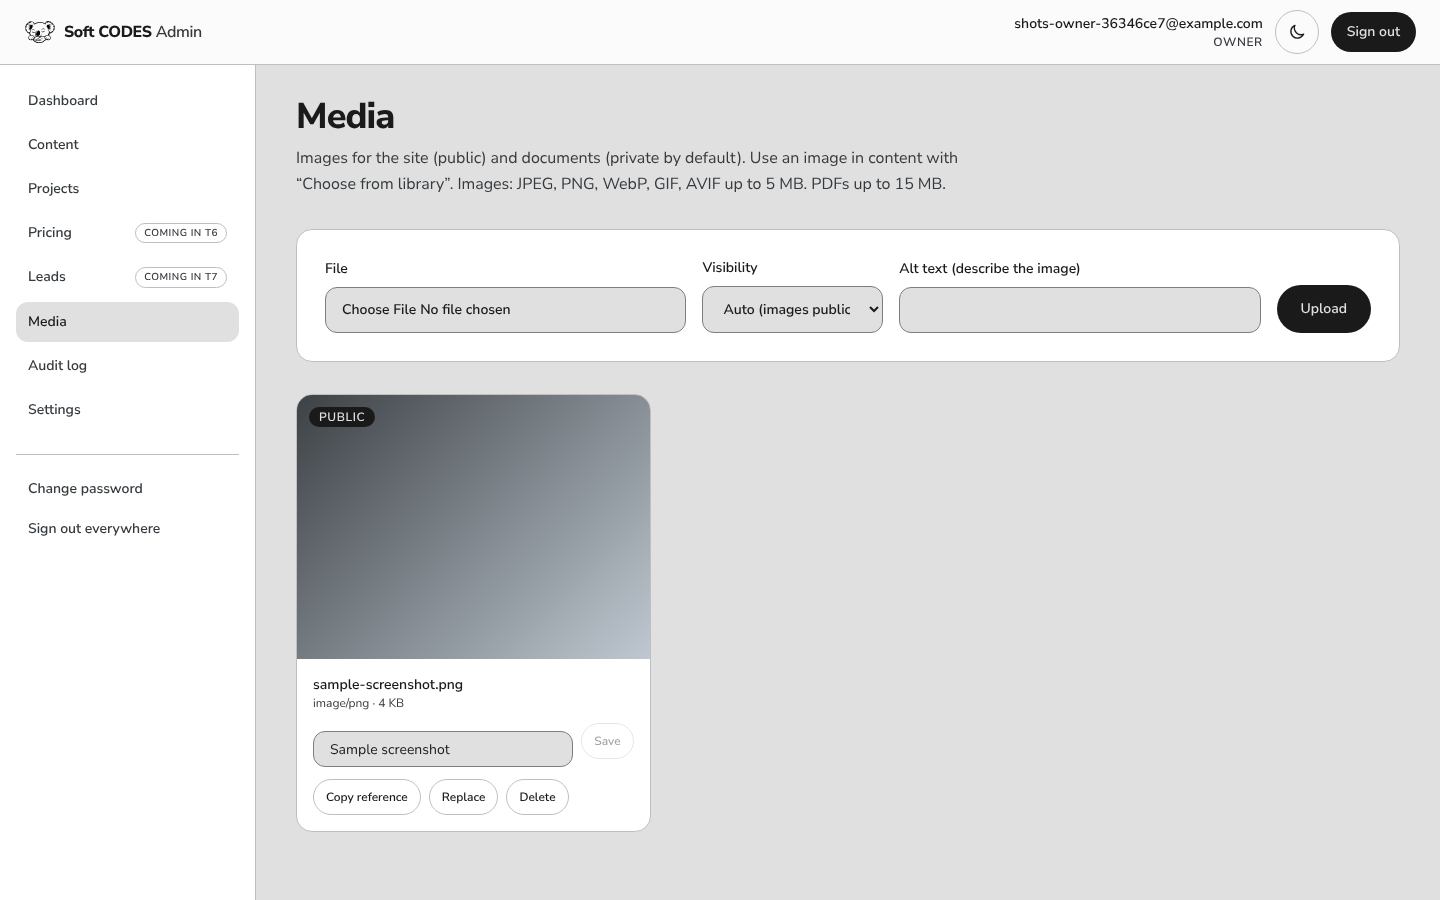 Soft CODES Admin
shots-owner-36346ce7@example.com
OWNER
Sign out
Dashboard
Content
Projects
Pricing
COMING IN T6
Leads
COMING IN T7
Media
Audit log
Settings
Change password
Sign out everywhere
Media
Images for the site (public) and documents (private by default). Use an image in content with
“Choose from library”. Images: JPEG, PNG, WebP, GIF, AVIF up to 5 MB. PDFs up to 15 MB.
File
Choose File No file chosen
Visibility
Auto (images public
Alt text (describe the image)
Upload
PUBLIC
sample-screenshot.png
image/png · 4 KB
Sample screenshot
Save
Copy reference
Replace
Delete